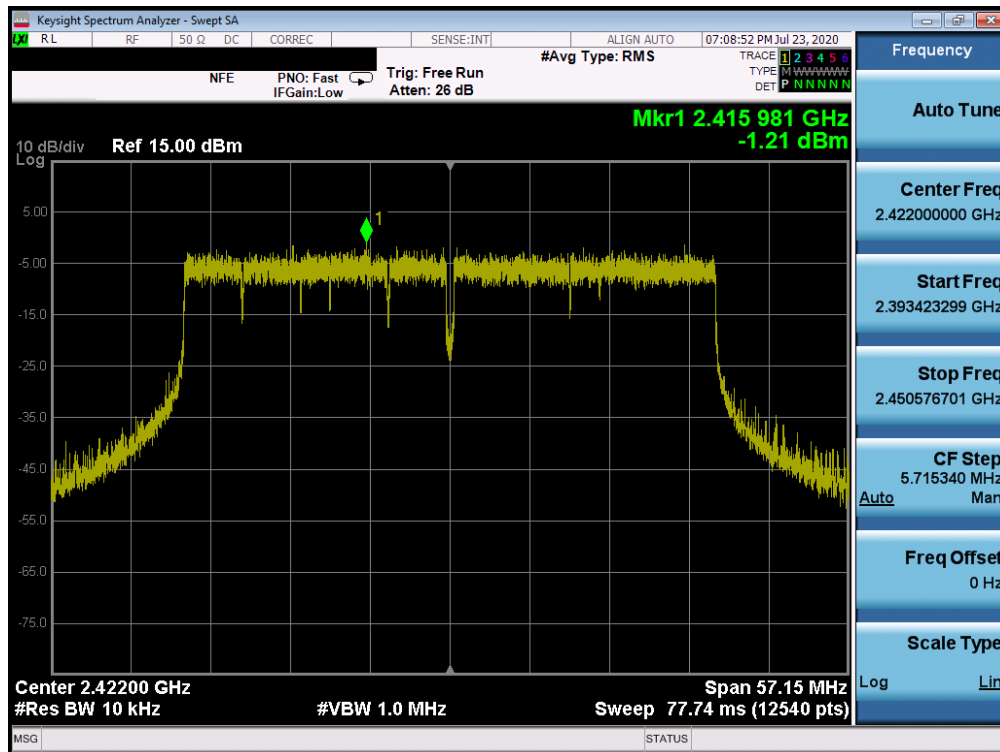 Keysight Spectrum Analyzer - Swept SA
LXI RL RF 50 Ω DC CORREC SENSE:INT ALIGN AUTO 07:08:52 PM Jul 23, 2020
#Avg Type: RMS TRACE 1 2 3 4 5 6
NFE PNO: Fast Trig: Free Run TYPE M WWWWW
IFGain:Low Atten: 26 dB DET P N N N N N
Mkr1 2.415 981 GHz
10 dB/div Ref 15.00 dBm -1.21 dBm
Log
1
5.00
-5.00
-15.0
-25.0
-35.0
-45.0
-55.0
-65.0
-75.0
Center 2.42200 GHz Span 57.15 MHz
#Res BW 10 kHz #VBW 1.0 MHz Sweep 77.74 ms (12540 pts)
MSG STATUS
Frequency
Auto Tune
Center Freq
2.422000000 GHz
Start Freq
2.393423299 GHz
Stop Freq
2.450576701 GHz
CF Step
5.715340 MHz
Auto Man
Freq Offset
0 Hz
Scale Type
Log Lin